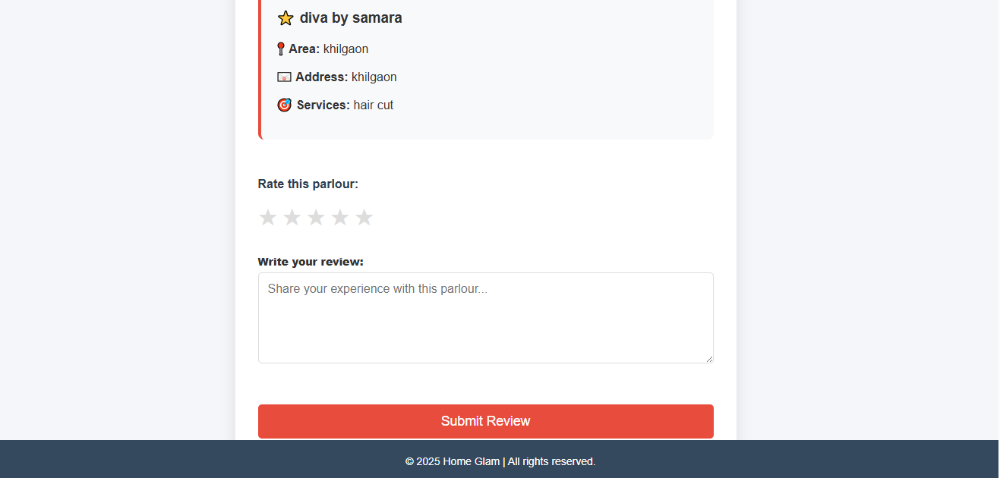 diva by samara
Area: khilgaon
Address: khilgaon
Services: hair cut
Rate this parlour:
Write your review:
Share your experience with this parlour...
Submit Review
© 2025 Home Glam | All rights reserved.